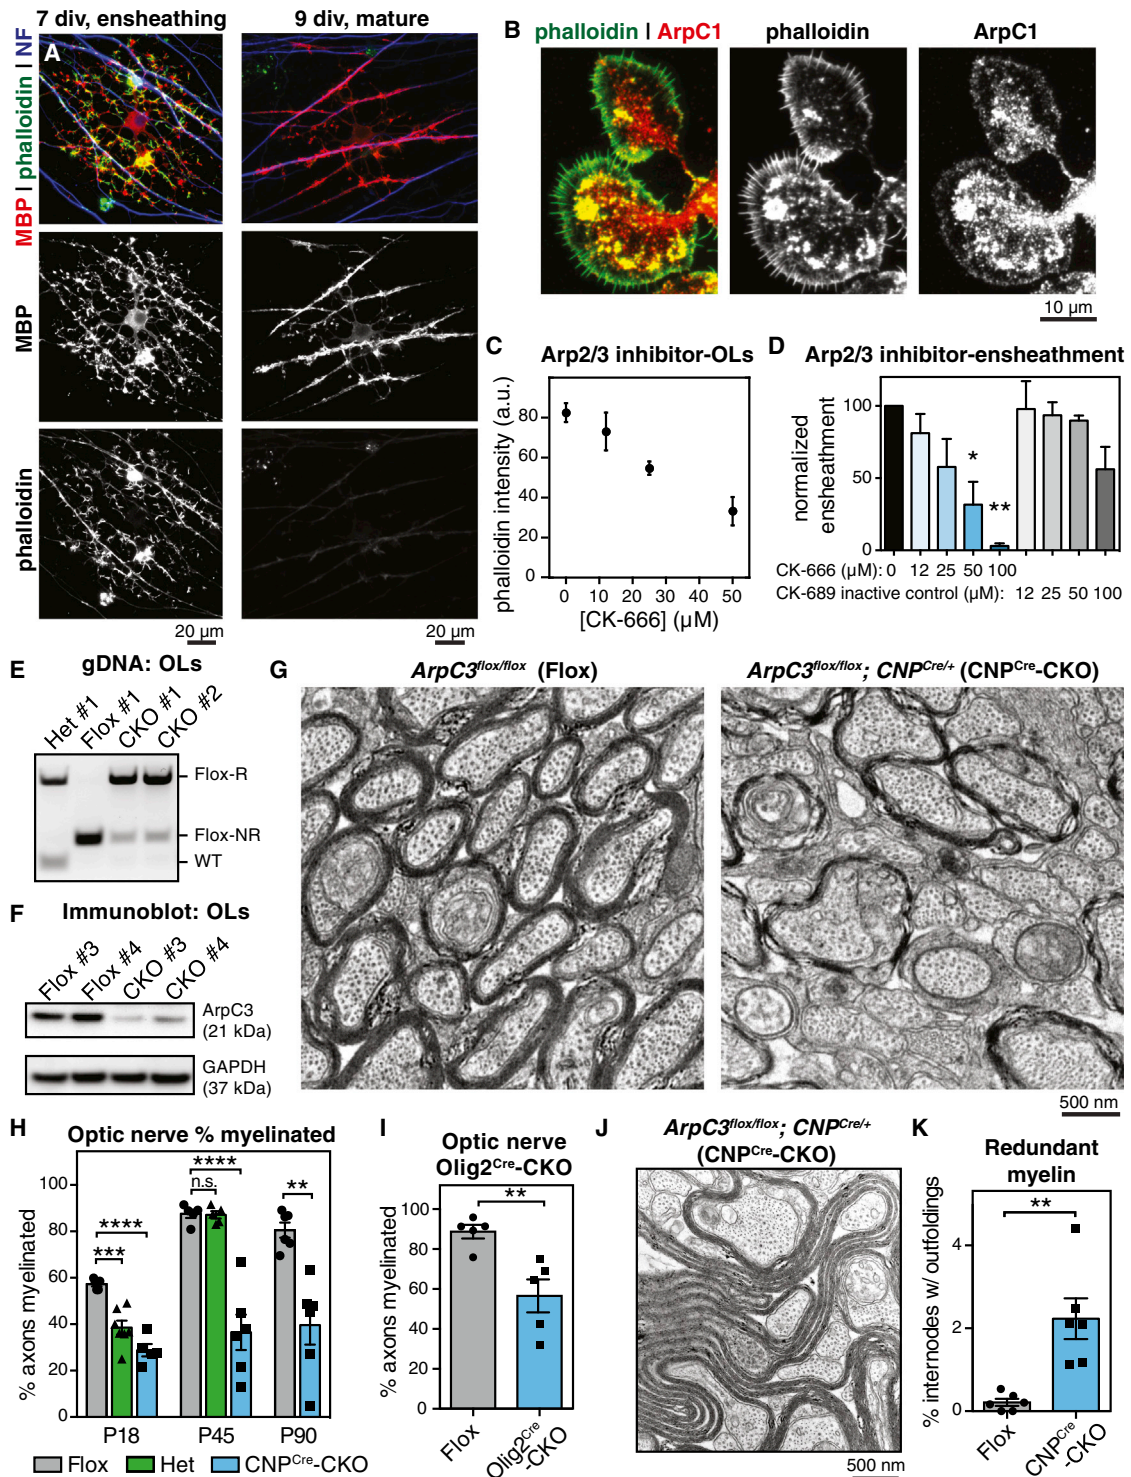 7 div, ensheathing
9 div, mature
A
MBP | phalloidin | NF
MBP
phalloidin
20 µm
20 µm
B
phalloidin | ArpC1
phalloidin
ArpC1
10 µm
C
Arp2/3 inhibitor-OLs
phalloidin intensity (a.u.)
80
60
40
20
0
0 10 20 30 40 50
[CK-666] (µM)
D
Arp2/3 inhibitor-ensheathment
normalized
ensheathment
100
50
0
*
**
CK-666 (µM): 0 12 25 50 100
CK-689 inactive control (µM): 12 25 50 100
E
gDNA: OLs
Het #1
Flox #1
CKO #1
CKO #2
Flox-R
Flox-NR
WT
F
Immunoblot: OLs
Flox #3
Flox #4
CKO #3
CKO #4
ArpC3
(21 kDa)
GAPDH
(37 kDa)
G
ArpC3flox/flox (Flox)
ArpC3flox/flox; CNPCre/+ (CNPCre-CKO)
500 nm
H
Optic nerve % myelinated
% axons myelinated
100
80
60
40
20
0
****
***
****
n.s.
**
P18
P45
P90
Flox
Het
CNPCre-CKO
I
Optic nerve
Olig2Cre-CKO
% axons myelinated
100
80
60
40
20
0
**
Flox
Olig2Cre
-CKO
J
ArpC3flox/flox; CNPCre/+
(CNPCre-CKO)
500 nm
K
Redundant
myelin
% internodes w/ outfoldings
4
2
0
**
Flox
CNPCre
-CKO